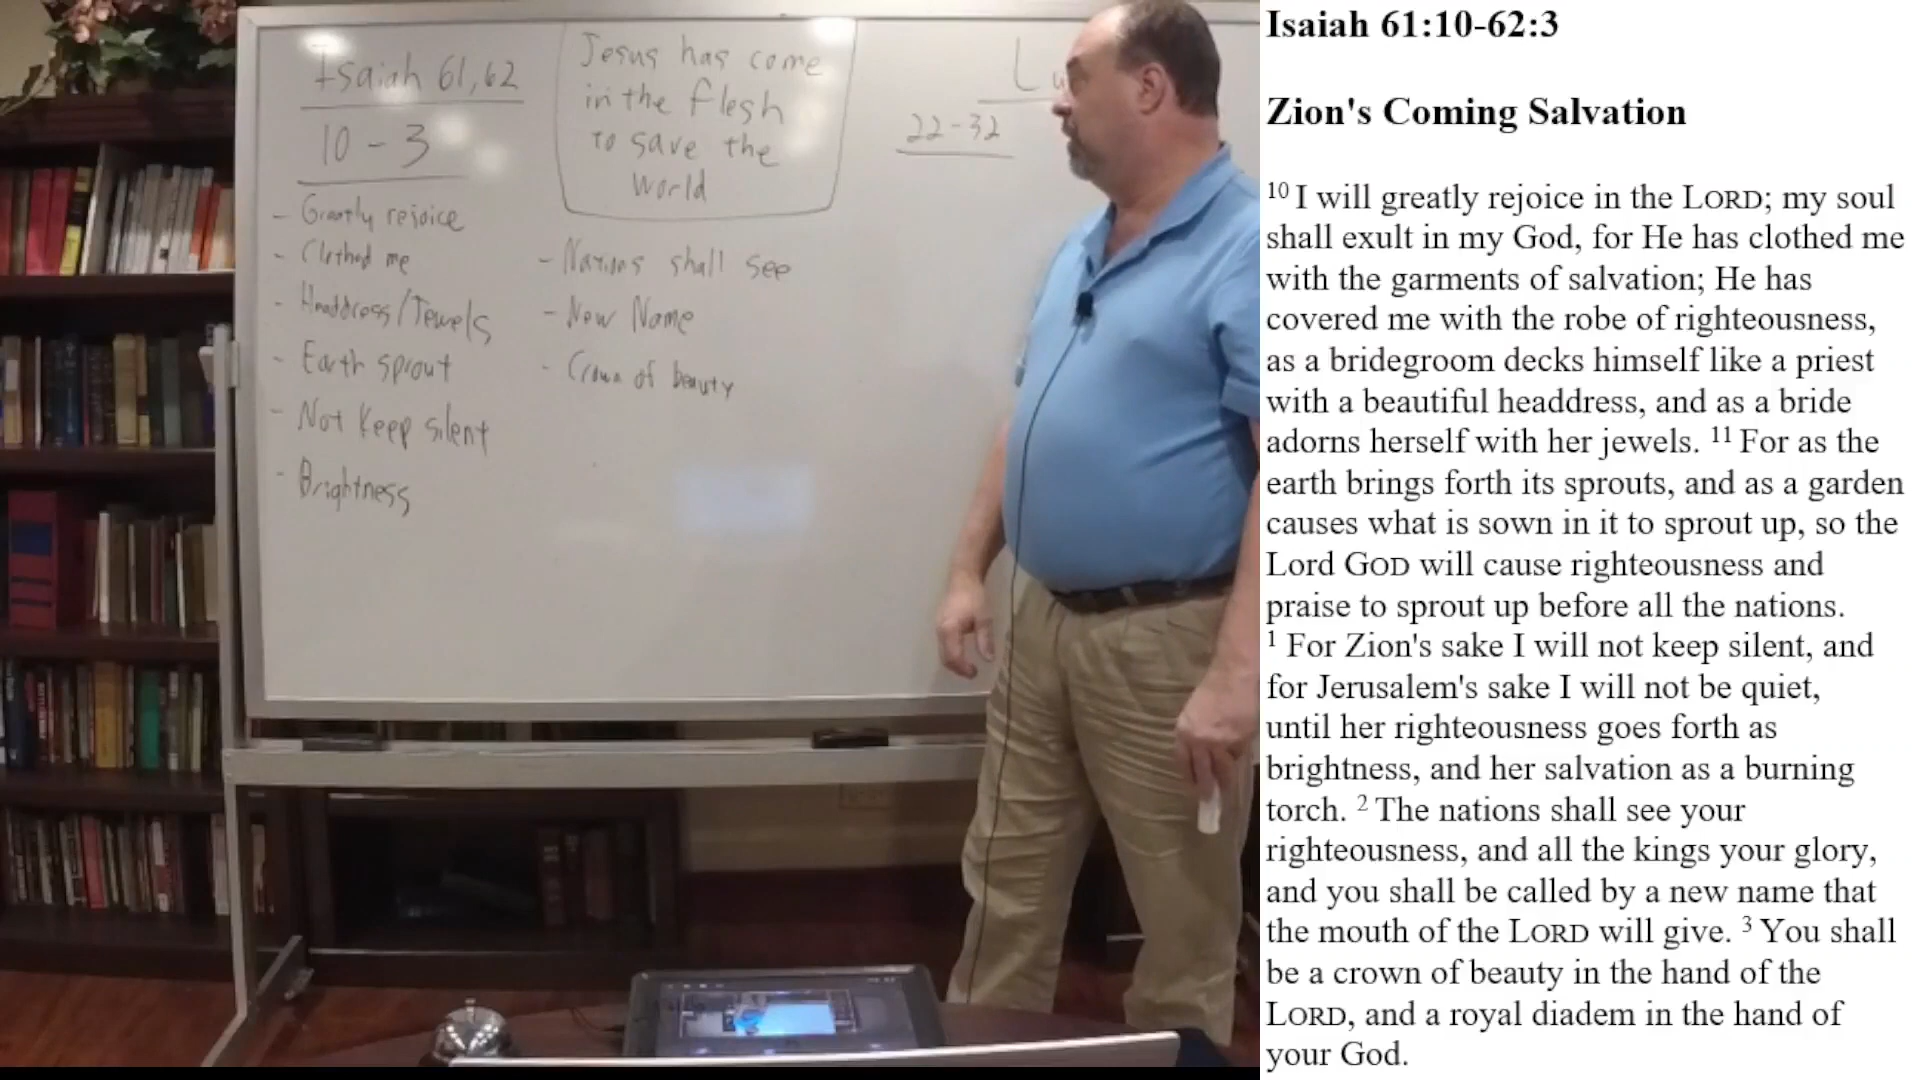 Isaiah 61,62
10 - 3
- Greatly rejoice
- Clothed me
- Headdress/Jewels
- Earth sprout
- Not Keep silent
- Brightness
Jesus has come
in the flesh
to save the
World
- Nations shall see
- New Name
- Crown of beauty
Lu
22-32
Isaiah 61:10-62:3
Zion's Coming Salvation
10 I will greatly rejoice in the LORD; my soul
shall exult in my God, for He has clothed me
with the garments of salvation; He has
covered me with the robe of righteousness,
as a bridegroom decks himself like a priest
with a beautiful headdress, and as a bride
adorns herself with her jewels. 11 For as the
earth brings forth its sprouts, and as a garden
causes what is sown in it to sprout up, so the
Lord GOD will cause righteousness and
praise to sprout up before all the nations.
1 For Zion's sake I will not keep silent, and
for Jerusalem's sake I will not be quiet,
until her righteousness goes forth as
brightness, and her salvation as a burning
torch. 2 The nations shall see your
righteousness, and all the kings your glory,
and you shall be called by a new name that
the mouth of the LORD will give. 3 You shall
be a crown of beauty in the hand of the
LORD, and a royal diadem in the hand of
your God.